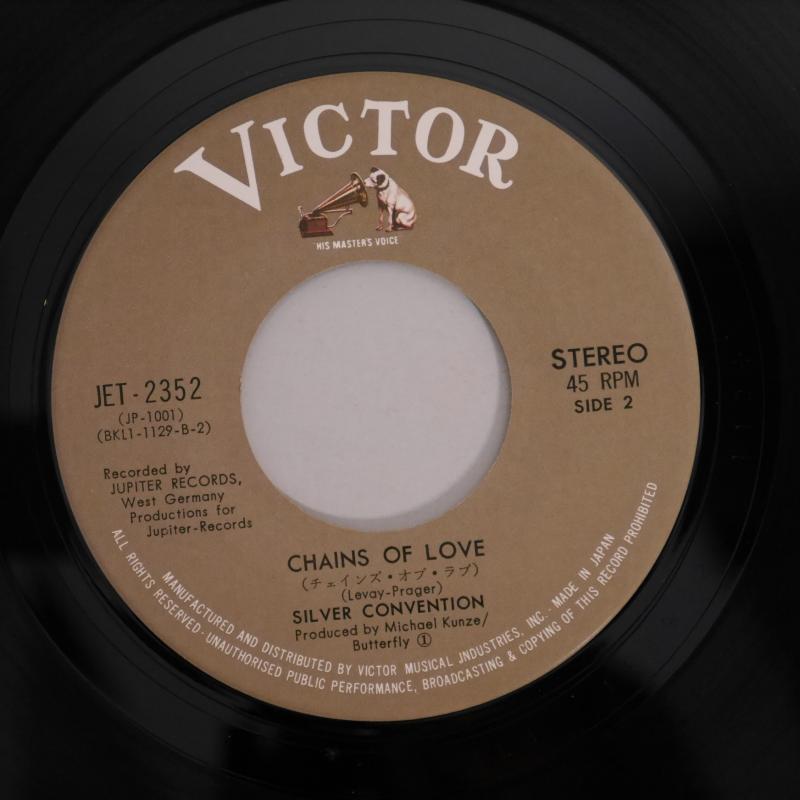 VICTOR
"HIS MASTER'S VOICE"
JET-2352
(JP-1001)
(BKL1-1129-B-2)
STEREO
45 RPM
SIDE 2
Recorded by
JUPITER RECORDS,
West Germany
Productions for
Jupiter-Records
CHAINS OF LOVE
(チェインズ・オブ・ラブ)
(Levay-Prager)
SILVER CONVENTION
Produced by Michael Kunze/
Butterfly ①
MANUFACTURED AND DISTRIBUTED BY VICTOR MUSICAL JNDUSTRIES, INC. · MADE IN JAPAN
ALL RIGHTS RESERVED · UNAUTHORISED PUBLIC PERFORMANCE, BROADCASTING & COPYING OF THIS RECORD PROHIBITED